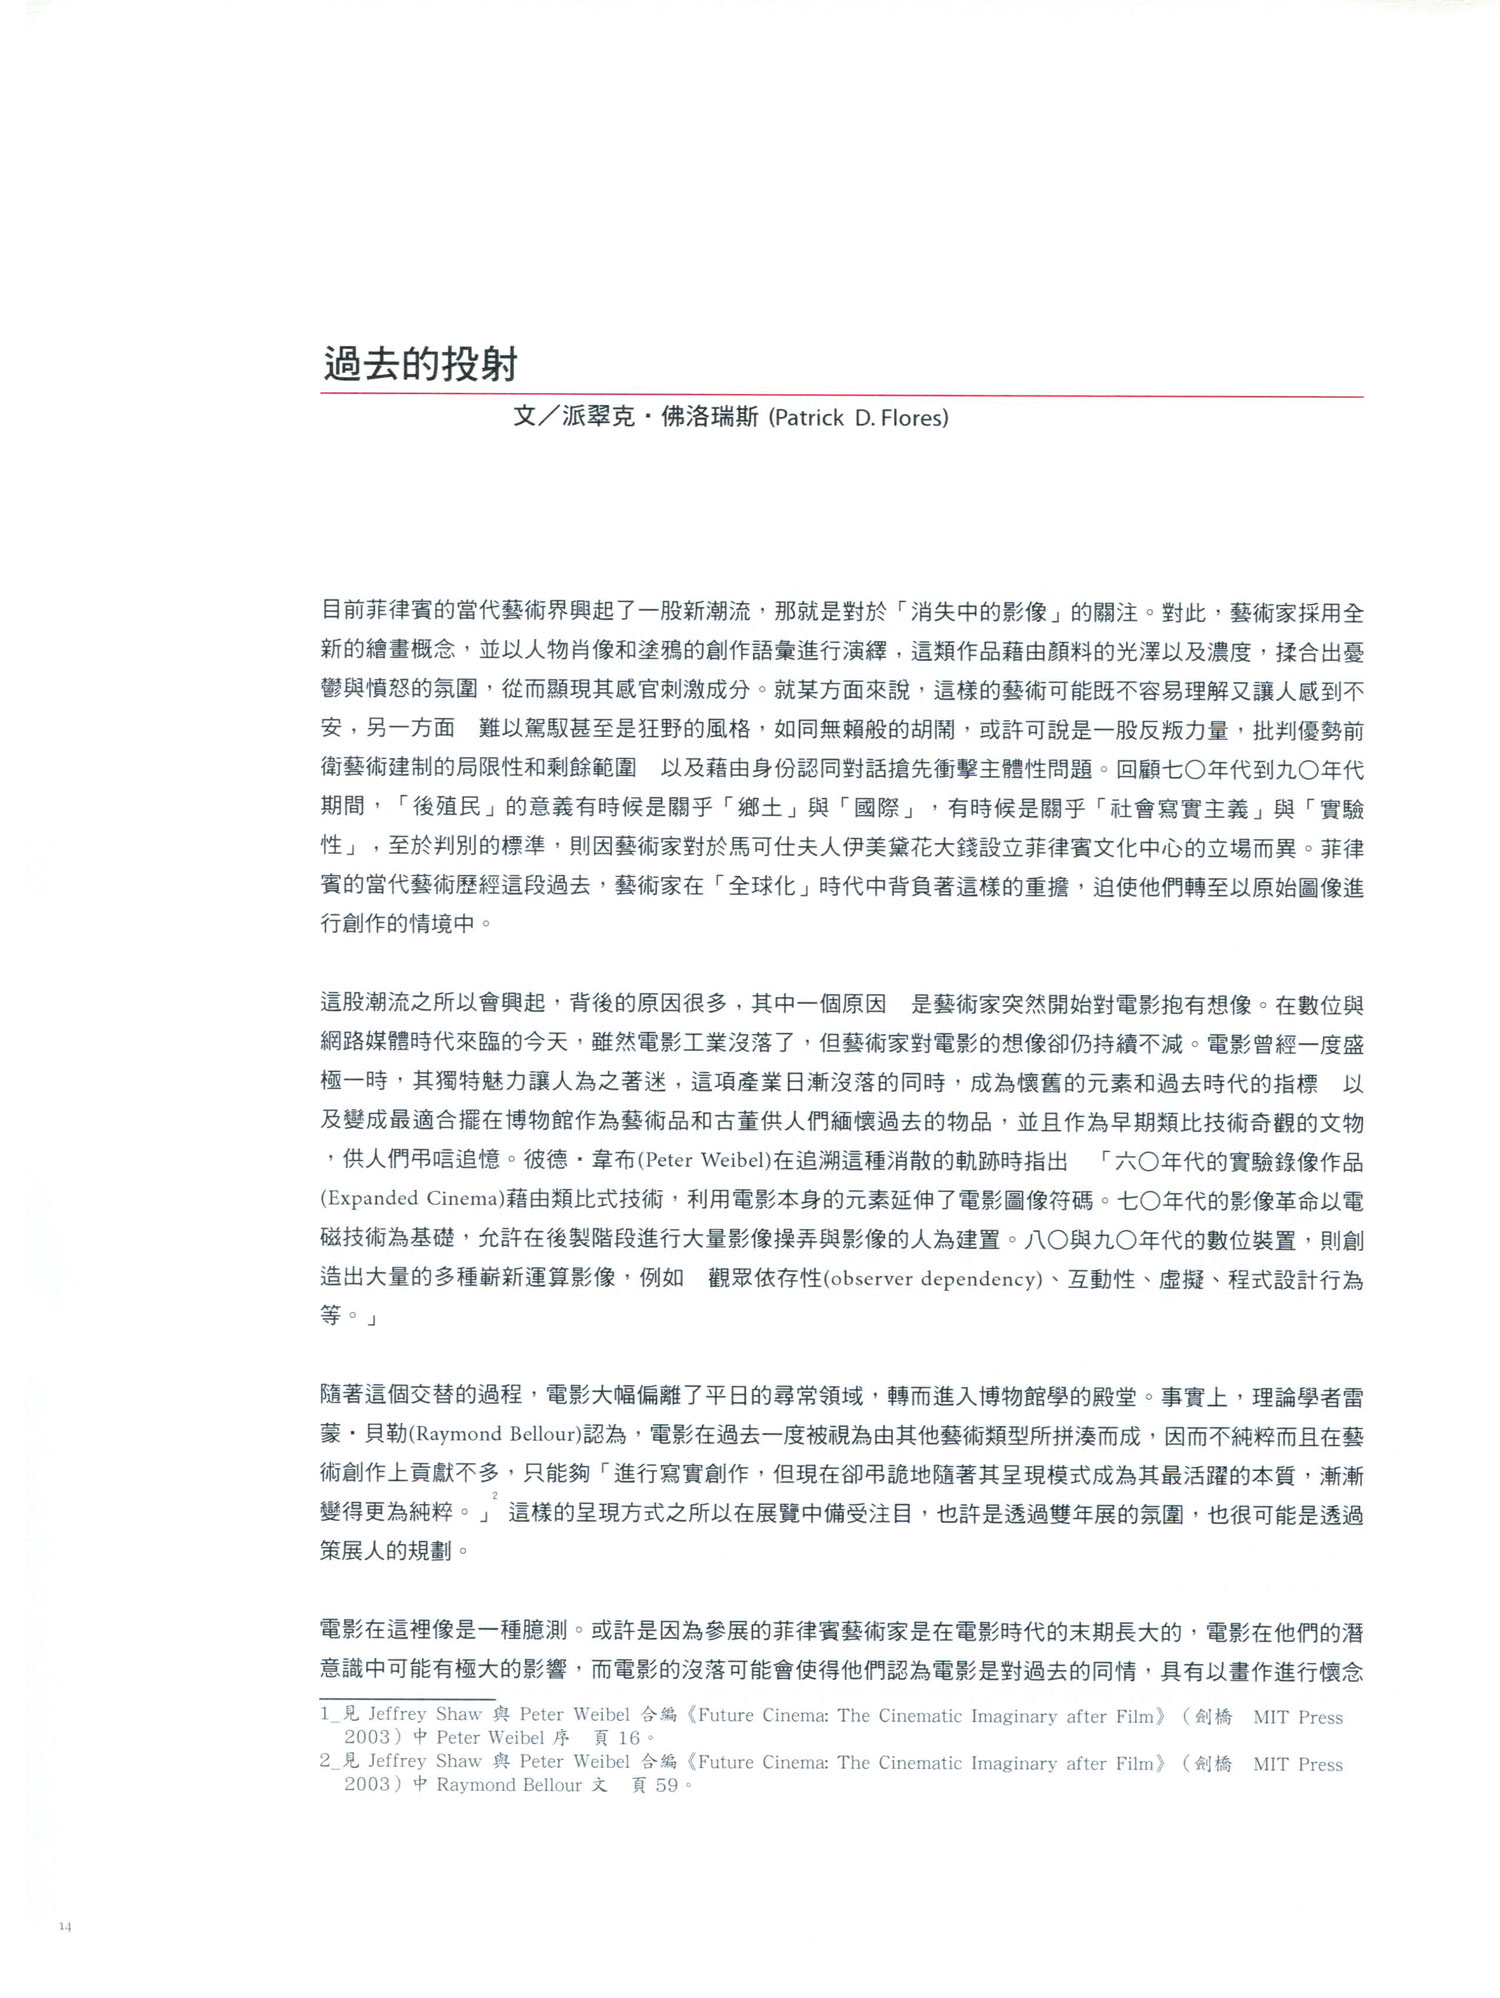 過去的投射
文／派翠克・佛洛瑞斯 (Patrick D. Flores)
目前菲律賓的當代藝術界興起了一股新潮流，那就是對於「消失中的影像」的關注。對此，藝術家採用全
新的繪畫概念，並以人物肖像和塗鴉的創作語彙進行演繹，這類作品藉由顏料的光澤以及濃度，揉合出憂
鬱與憤怒的氛圍，從而顯現其感官刺激成分。就某方面來說，這樣的藝術可能既不容易理解又讓人感到不
安，另一方面　難以駕馭甚至是狂野的風格，如同無賴般的胡鬧，或許可說是一股反叛力量，批判優勢前
衛藝術建制的局限性和剩餘範圍　以及藉由身份認同對話搶先衝擊主體性問題。回顧七〇年代到九〇年代
期間，「後殖民」的意義有時候是關乎「鄉土」與「國際」，有時候是關乎「社會寫實主義」與「實驗
性」，至於判別的標準，則因藝術家對於馬可仕夫人伊美黛花大錢設立菲律賓文化中心的立場而異。菲律
賓的當代藝術歷經這段過去，藝術家在「全球化」時代中背負著這樣的重擔，迫使他們轉至以原始圖像進
行創作的情境中。
這股潮流之所以會興起，背後的原因很多，其中一個原因　是藝術家突然開始對電影抱有想像。在數位與
網路媒體時代來臨的今天，雖然電影工業沒落了，但藝術家對電影的想像卻仍持續不減。電影曾經一度盛
極一時，其獨特魅力讓人為之著迷，這項產業日漸沒落的同時，成為懷舊的元素和過去時代的指標　以
及變成最適合擺在博物館作為藝術品和古董供人們緬懷過去的物品，並且作為早期類比技術奇觀的文物
，供人們弔唁追憶。彼德・韋布(Peter Weibel)在追溯這種消散的軌跡時指出　「六〇年代的實驗錄像作品
(Expanded Cinema)藉由類比式技術，利用電影本身的元素延伸了電影圖像符碼。七〇年代的影像革命以電
磁技術為基礎，允許在後製階段進行大量影像操弄與影像的人為建置。八〇與九〇年代的數位裝置，則創
造出大量的多種嶄新運算影像，例如　觀眾依存性(observer dependency)、互動性、虛擬、程式設計行為
等。」
隨著這個交替的過程，電影大幅偏離了平日的尋常領域，轉而進入博物館學的殿堂。事實上，理論學者雷
蒙・貝勒(Raymond Bellour)認為，電影在過去一度被視為由其他藝術類型所拼湊而成，因而不純粹而且在藝
術創作上貢獻不多，只能夠「進行寫實創作，但現在卻弔詭地隨著其呈現模式成為其最活躍的本質，漸漸
變得更為純粹。」2 這樣的呈現方式之所以在展覽中備受注目，也許是透過雙年展的氛圍，也很可能是透過
策展人的規劃。
電影在這裡像是一種臆測。或許是因為參展的菲律賓藝術家是在電影時代的末期長大的，電影在他們的潛
意識中可能有極大的影響，而電影的沒落可能會使得他們認為電影是對過去的同情，具有以畫作進行懷念
1_見 Jeffrey Shaw 與 Peter Weibel 合編《Future Cinema: The Cinematic Imaginary after Film》（劍橋　MIT Press
2003）中 Peter Weibel 序　頁 16。
2_見 Jeffrey Shaw 與 Peter Weibel 合編《Future Cinema: The Cinematic Imaginary after Film》（劍橋　MIT Press
2003）中 Raymond Bellour 文　頁 59。
14